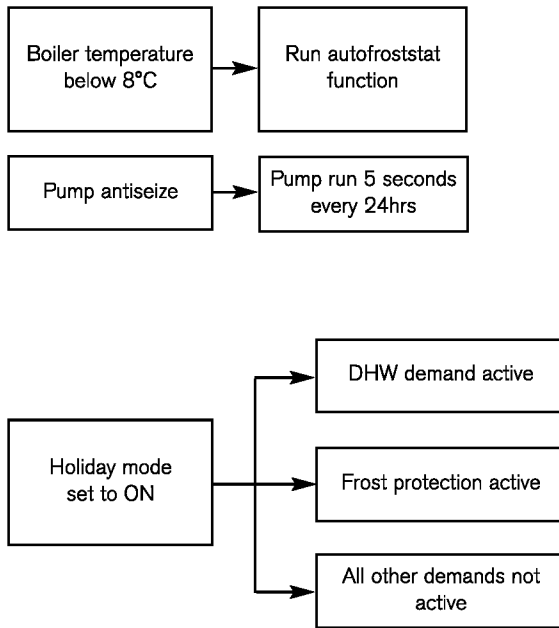 Boiler temperature
below 8°C
Run autofroststat
function
Pump antiseize
Pump run 5 seconds
every 24hrs
Holiday mode
set to ON
DHW demand active
Frost protection active
All other demands not
active